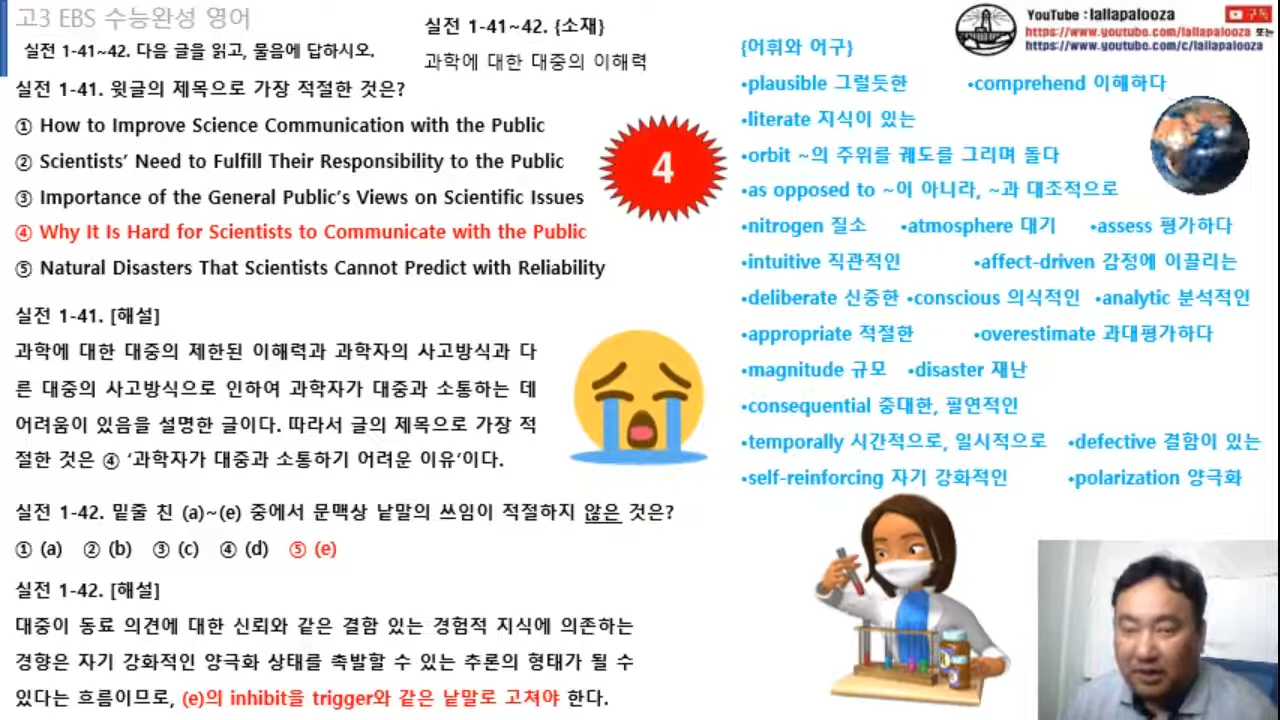 고3 EBS 수능완성 영어
실전 1-41~42. 다음 글을 읽고, 물음에 답하시오.
실전 1-41. 윗글의 제목으로 가장 적절한 것은?
① How to Improve Science Communication with the Public
② Scientists’ Need to Fulfill Their Responsibility to the Public
③ Importance of the General Public’s Views on Scientific Issues
④ Why It Is Hard for Scientists to Communicate with the Public
⑤ Natural Disasters That Scientists Cannot Predict with Reliability
실전 1-41. [해설]
과학에 대한 대중의 제한된 이해력과 과학자의 사고방식과 다
른 대중의 사고방식으로 인하여 과학자가 대중과 소통하는 데
어려움이 있음을 설명한 글이다. 따라서 글의 제목으로 가장 적
절한 것은 ④ ‘과학자가 대중과 소통하기 어려운 이유’이다.
실전 1-42. 밑줄 친 (a)~(e) 중에서 문맥상 낱말의 쓰임이 적절하지 않은 것은?
① (a) ② (b) ③ (c) ④ (d) ⑤ (e)
실전 1-42. [해설]
대중이 동료 의견에 대한 신뢰와 같은 결함 있는 경험적 지식에 의존하는
경향은 자기 강화적인 양극화 상태를 촉발할 수 있는 추론의 형태가 될 수
있다는 흐름이므로, (e)의 inhibit을 trigger와 같은 낱말로 고쳐야 한다.
실전 1-41~42. {소재}
과학에 대한 대중의 이해력
4
YouTube : lallapalooza
구독
https://www.youtube.com/lallapalooza 또는
https://www.youtube.com/c/lallapalooza
{어휘와 어구}
•plausible 그럴듯한 •comprehend 이해하다
•literate 지식이 있는
•orbit ~의 주위를 궤도를 그리며 돌다
•as opposed to ~이 아니라, ~과 대조적으로
•nitrogen 질소 •atmosphere 대기 •assess 평가하다
•intuitive 직관적인 •affect-driven 감정에 이끌리는
•deliberate 신중한 •conscious 의식적인 •analytic 분석적인
•appropriate 적절한 •overestimate 과대평가하다
•magnitude 규모 •disaster 재난
•consequential 중대한, 필연적인
•temporally 시간적으로, 일시적으로 •defective 결함이 있는
•self-reinforcing 자기 강화적인 •polarization 양극화